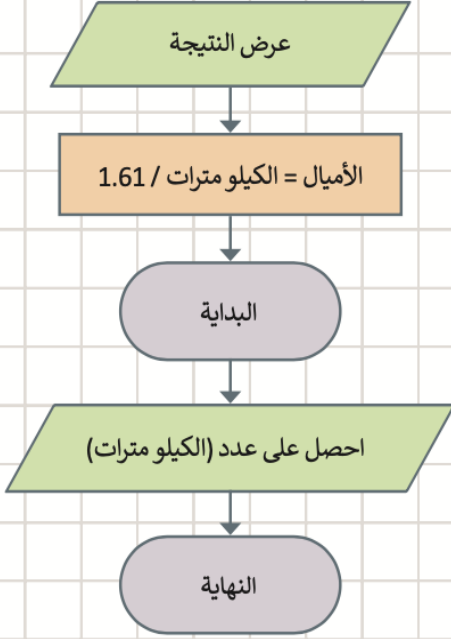 عرض النتيجة
الأميال = الكيلو مترات / 1.61
البداية
احصل على عدد (الكيلو مترات)
النهاية